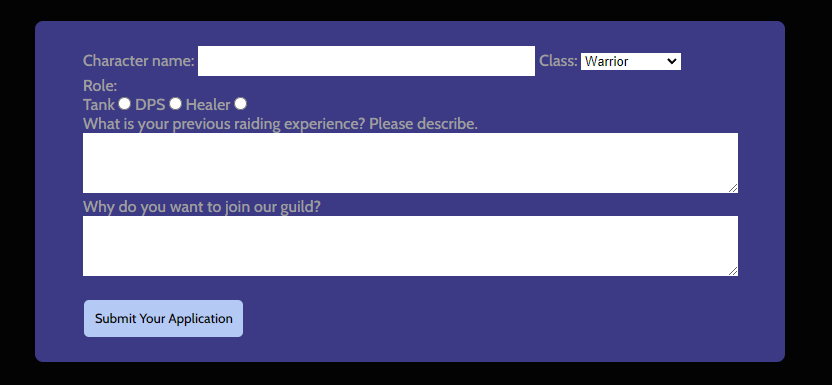 Character name: Class: Warrior
Role:
Tank DPS Healer
What is your previous raiding experience? Please describe.
Why do you want to join our guild?
Submit Your Application